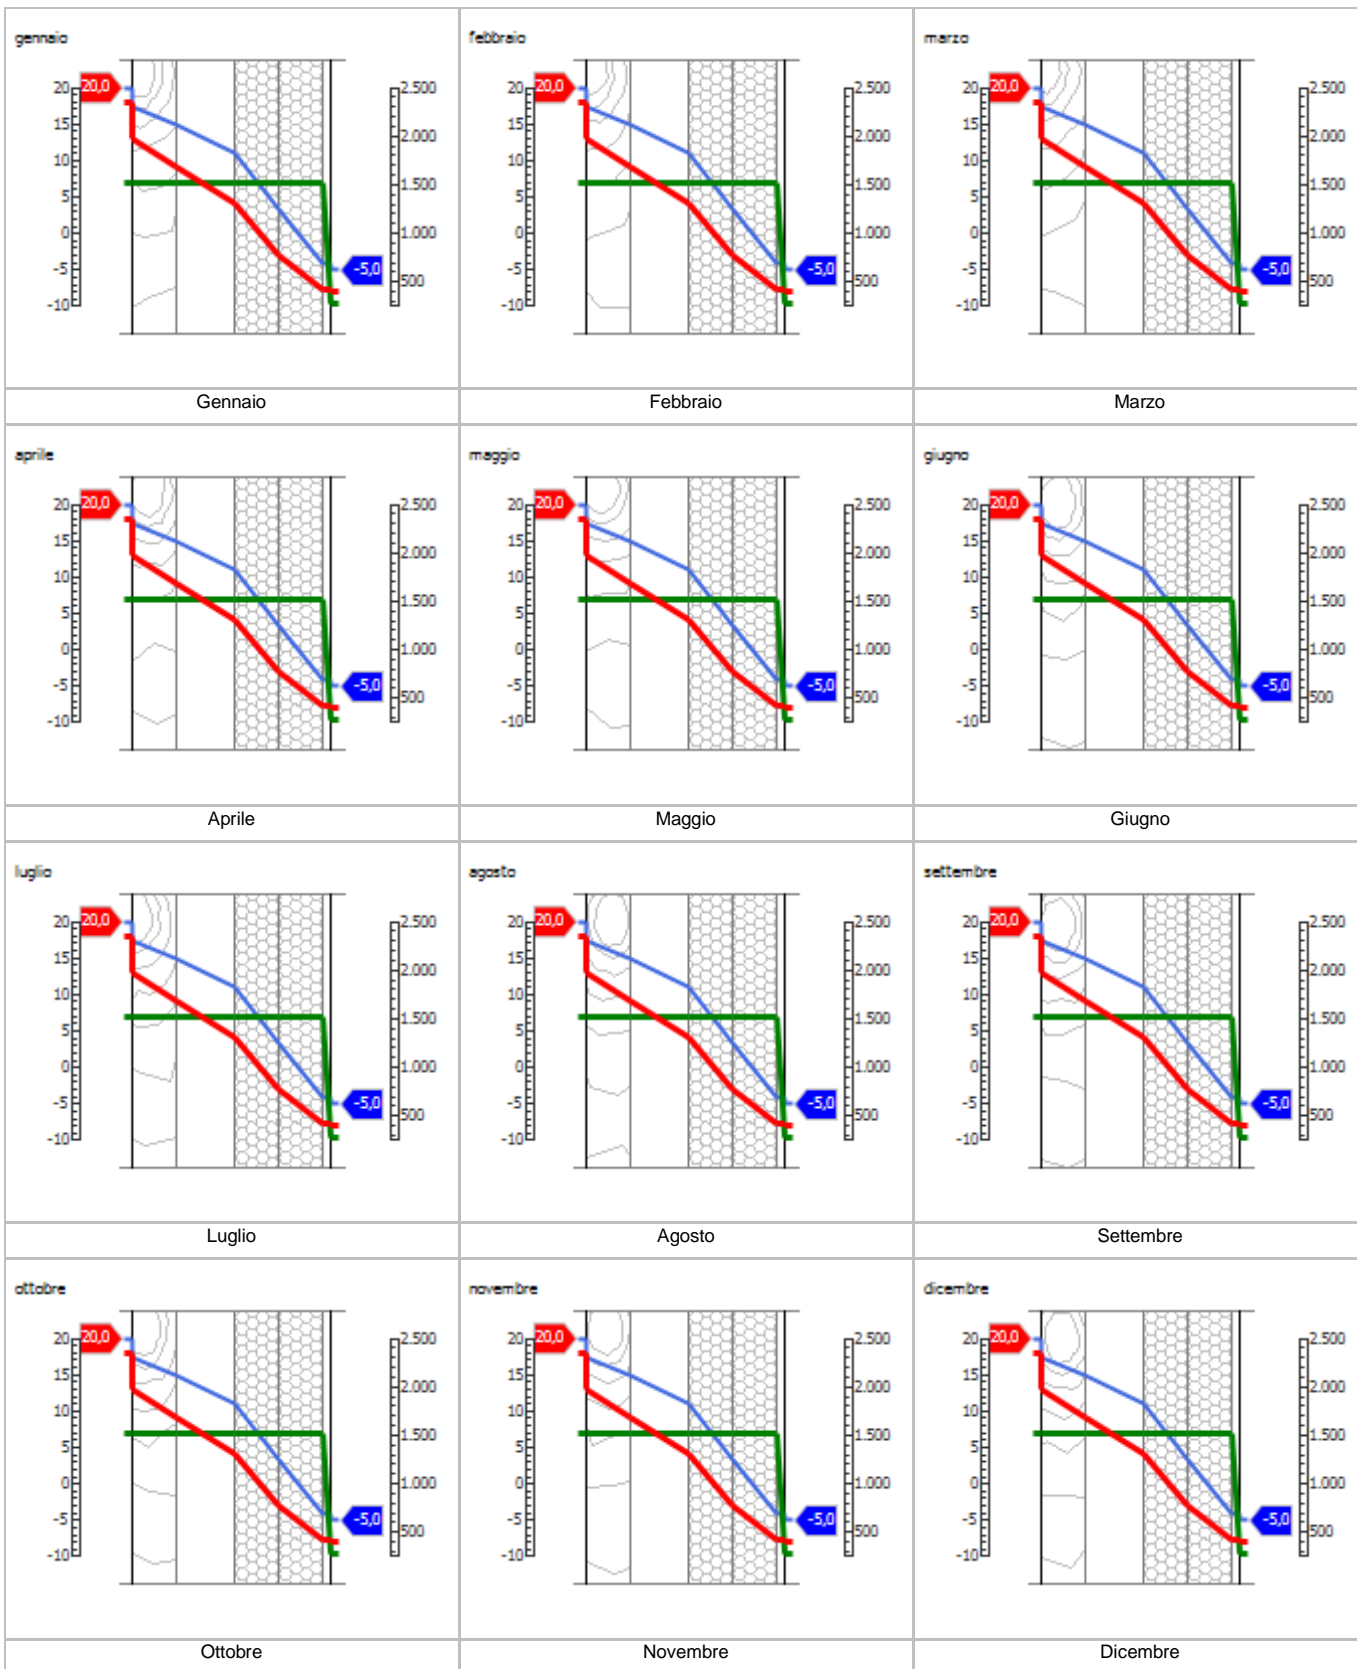 gennaio febbraio marzo
20 20,0 2.500 20 20,0 2.500 20 20,0 2.500
15 2.000 15 2.000 15 2.000
10 10 10
5 1.500 5 1.500 5 1.500
0 1.000 0 1.000 0 1.000
-5 -5,0 500 -5 -5,0 500 -5 -5,0 500
-10 -10 -10
Gennaio Febbraio Marzo
aprile maggio giugno
20 20,0 2.500 20 20,0 2.500 20 20,0 2.500
15 2.000 15 2.000 15 2.000
10 10 10
5 1.500 5 1.500 5 1.500
0 1.000 0 1.000 0 1.000
-5 -5,0 500 -5 -5,0 500 -5 -5,0 500
-10 -10 -10
Aprile Maggio Giugno
luglio agosto settembre
20 20,0 2.500 20 20,0 2.500 20 20,0 2.500
15 2.000 15 2.000 15 2.000
10 10 10
5 1.500 5 1.500 5 1.500
0 1.000 0 1.000 0 1.000
-5 -5,0 500 -5 -5,0 500 -5 -5,0 500
-10 -10 -10
Luglio Agosto Settembre
ottobre novembre dicembre
20 20,0 2.500 20 20,0 2.500 20 20,0 2.500
15 2.000 15 2.000 15 2.000
10 10 10
5 1.500 5 1.500 5 1.500
0 1.000 0 1.000 0 1.000
-5 -5,0 500 -5 -5,0 500 -5 -5,0 500
-10 -10 -10
Ottobre Novembre Dicembre